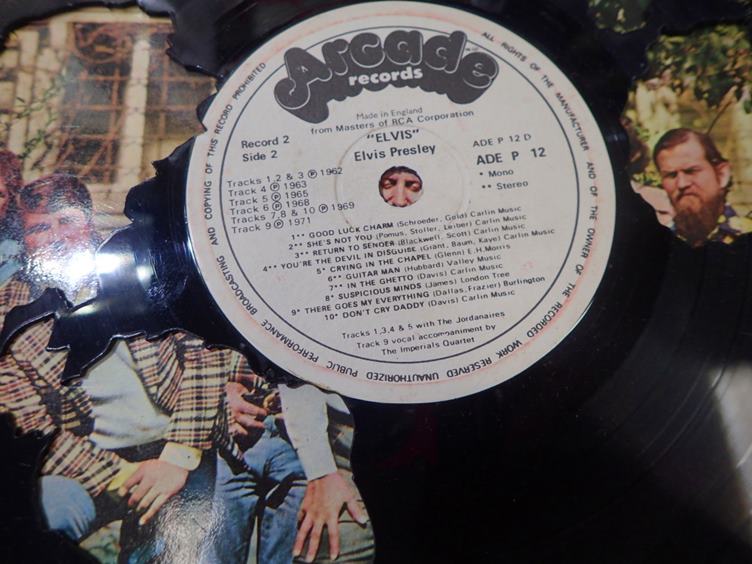 Arcade
records
ALL RIGHTS OF THE MANUFACTURER AND OF THE OWNER OF THE RECORDED WORK RESERVED UNAUTHORIZED PUBLIC PERFORMANCE BROADCASTING AND COPYING OF THIS RECORD PROHIBITED
Made in England
from Masters of RCA Corporation
"ELVIS"
Elvis Presley
Record 2
Side 2
ADE P 12 D
ADE P 12
* Mono
** Stereo
Tracks 1,2 & 3 Ⓟ 1962
Track 4 Ⓟ 1963
Track 5 Ⓟ 1965
Track 6 Ⓟ 1968
Tracks 7,8 & 10 Ⓟ 1969
Track 9 Ⓟ 1971
1** GOOD LUCK CHARM (Schroeder, Gold) Carlin Music
2** SHE'S NOT YOU (Pomus, Stoller, Leiber) Carlin Music
3** RETURN TO SENDER (Blackwell, Scott) Carlin Music
4** YOU'RE THE DEVIL IN DISGUISE (Grant, Baum, Kaye) Carlin Music
5* CRYING IN THE CHAPEL (Glenn) E.H.Morris
6** GUITAR MAN (Hubbard) Valley Music
7** IN THE GHETTO (Davis) Carlin Music
8* SUSPICIOUS MINDS (James) London Tree
9* THERE GOES MY EVERYTHING (Dallas, Frazier) Burlington
10* DON'T CRY DADDY (Davis) Carlin Music
Tracks 1,3,4 & 5 with The Jordanaires
Track 9 vocal accompaniment by
The Imperials Quartet